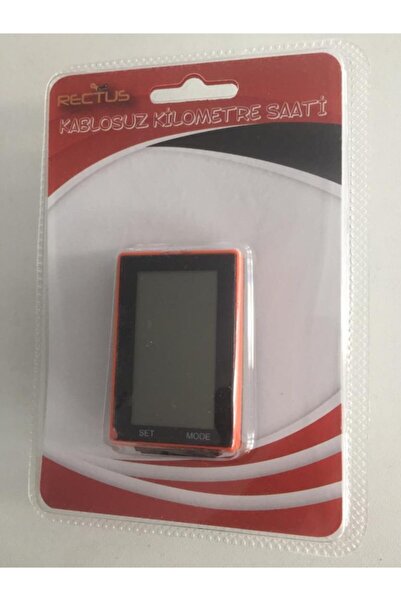 RECTUS
KABLOSUZ KİLOMETRE SAATİ
SET MODE